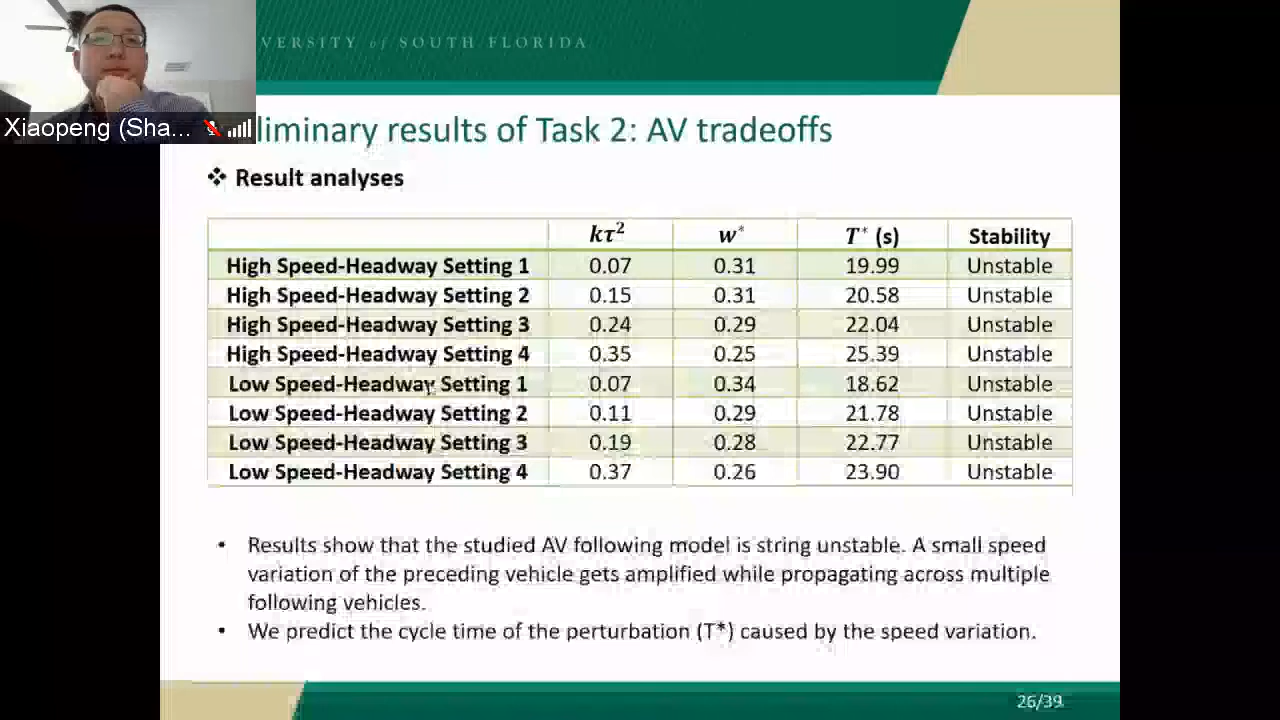 VERSITY of SOUTH FLORIDA
Xiaopeng (Sha...
liminary results of Task 2: AV tradeoffs
❖ Result analyses
kτ² w* T* (s) Stability
High Speed-Headway Setting 1 0.07 0.31 19.99 Unstable
High Speed-Headway Setting 2 0.15 0.31 20.58 Unstable
High Speed-Headway Setting 3 0.24 0.29 22.04 Unstable
High Speed-Headway Setting 4 0.35 0.25 25.39 Unstable
Low Speed-Headway Setting 1 0.07 0.34 18.62 Unstable
Low Speed-Headway Setting 2 0.11 0.29 21.78 Unstable
Low Speed-Headway Setting 3 0.19 0.28 22.77 Unstable
Low Speed-Headway Setting 4 0.37 0.26 23.90 Unstable
• Results show that the studied AV following model is string unstable. A small speed
variation of the preceding vehicle gets amplified while propagating across multiple
following vehicles.
• We predict the cycle time of the perturbation (T*) caused by the speed variation.
26/39